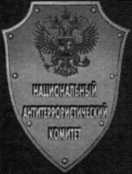 НАЦИОНАЛЬНЫЙ
АНТИТЕРРОРИСТИЧЕСКИЙ
КОМИТЕТ